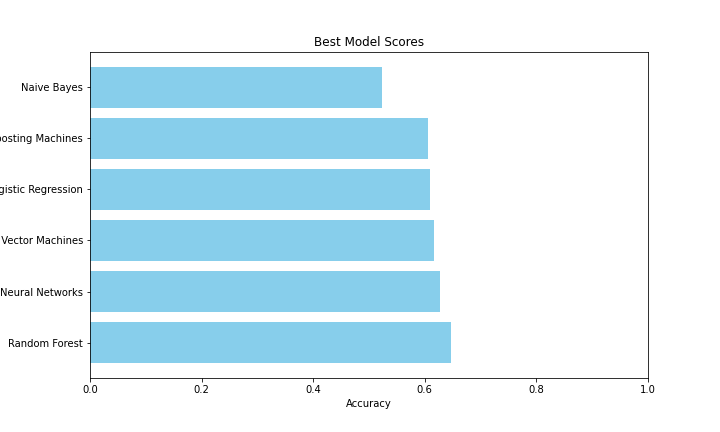 Best Model Scores
Naive Bayes
osting Machines
gistic Regression
Vector Machines
Neural Networks
Random Forest
0.0 0.2 0.4 0.6 0.8 1.0
Accuracy